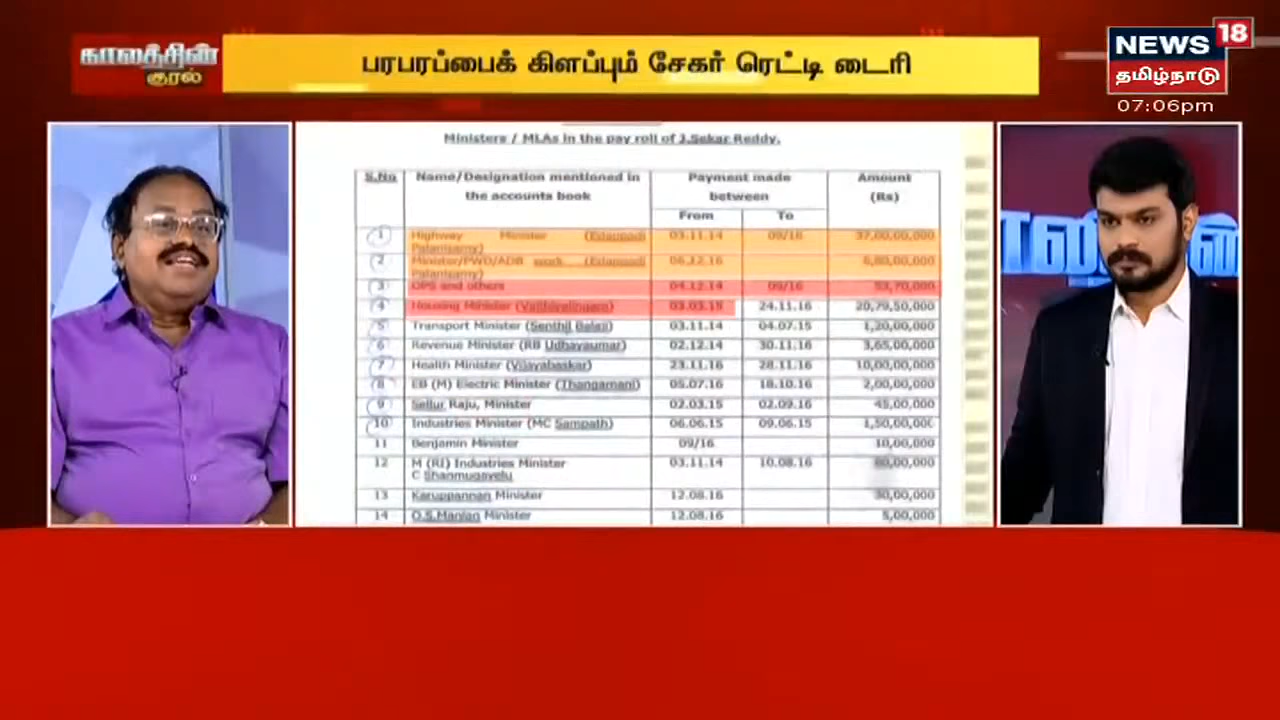 காலத்தின்
குரல்
பரபரப்பைக் கிளப்பும் சேகர் ரெட்டி டைரி
NEWS 18
தமிழ்நாடு
07:06pm
Ministers / MLAs in the pay roll of J.Sekar Reddy.
S.No Name/Designation mentioned in the accounts book Payment made between Amount (Rs)
From To
1 Highway Minister (Edappadi Palanisamy) 03.11.14 09/16 37,00,00,000
2 Minister/PWD/ADB work (Edappadi Palanisamy) 06.12.16 6,80,00,000
3 OPS and others 04.12.14 09/16 93,70,000
4 Housing Minister (Vaithiyalingam) 03.03.15 24.11.16 20,79,50,000
5 Transport Minister (Senthil Balaji) 03.11.14 04.07.15 1,20,00,000
6 Revenue Minister (RB Udhayaumar) 02.12.14 30.11.16 3,65,00,000
7 Health Minister (Vijayabaskar) 23.11.16 28.11.16 10,00,00,000
8 EB (M) Electric Minister (Thangamani) 05.07.16 18.10.16 2,00,00,000
9 Sellur Raju, Minister 02.03.15 02.09.16 45,00,000
10 Industries Minister (MC Sampath) 06.06.15 09.06.15 1,50,00,000
11 Benjamin Minister 09/16 10,00,000
12 M (RI) Industries Minister C Shanmugavelu 03.11.14 10.08.16 80,00,000
13 Karuppannan Minister 12.08.16 30,00,000
14 O.S.Manian Minister 12.08.16 5,00,000